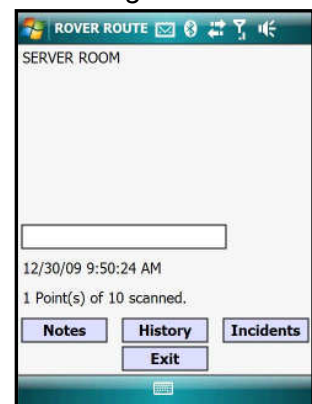 ROVER ROUTE
SERVER ROOM
12/30/09 9:50:24 AM
1 Point(s) of 10 scanned.
Notes History Incidents
Exit